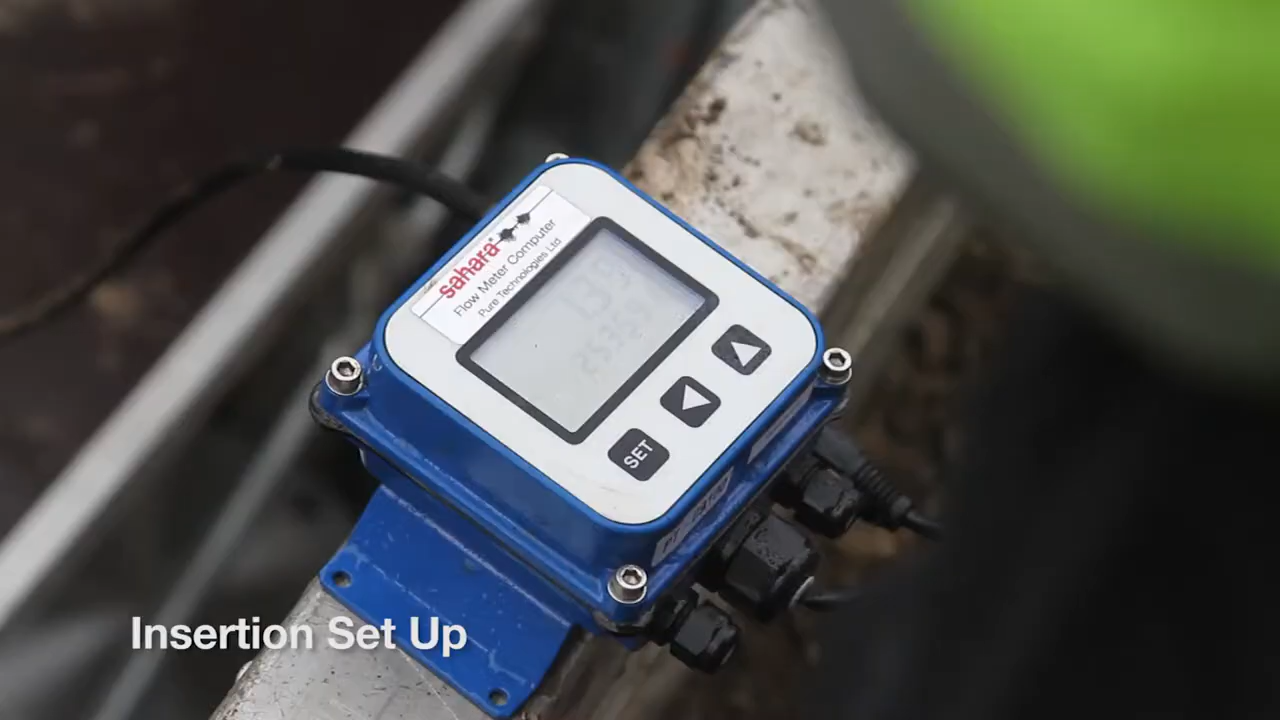 sahara®
Flow Meter Computer
Pure Technologies Ltd
SET
Insertion Set Up